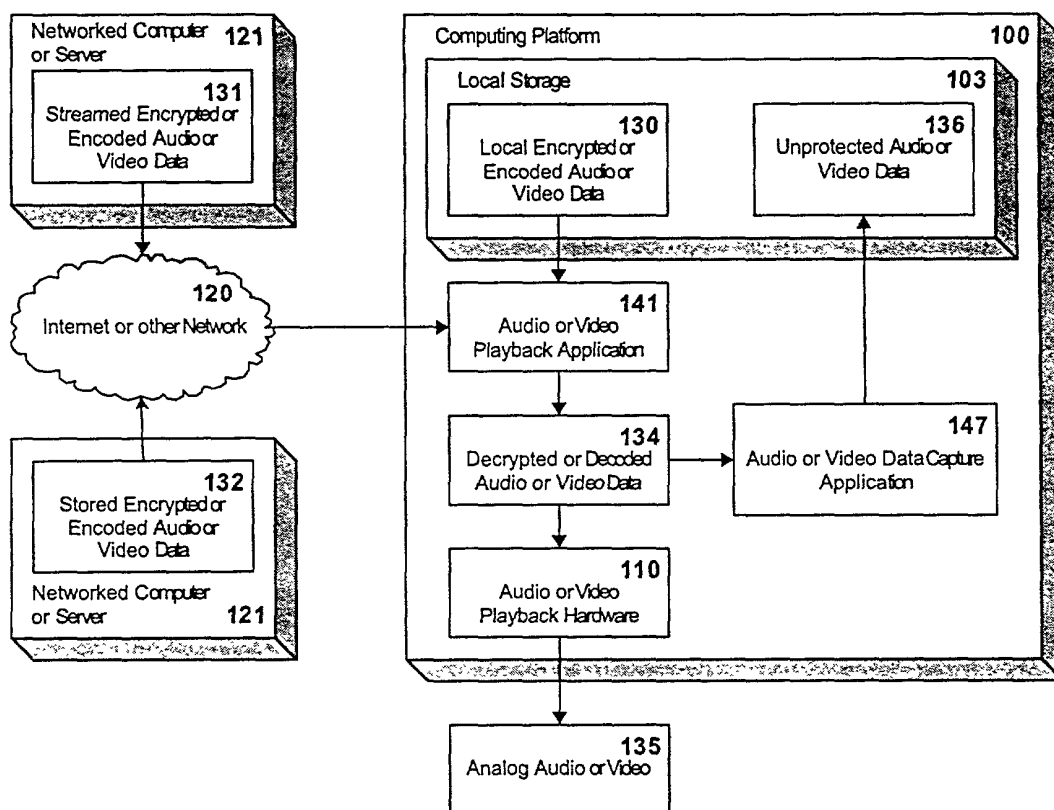 Networked Computer
or Server
121
131
Streamed Encrypted or
Encoded Audio or
Video Data
120
Internet or other Network
132
Stored Encrypted or
Encoded Audio or
Video Data
Networked Computer
or Server
121
Computing Platform
100
Local Storage
103
130
Local Encrypted or
Encoded Audio or
Video Data
136
Unprotected Audio or
Video Data
141
Audio or Video
Playback Application
134
Decrypted or Decoded
Audio or Video Data
147
Audio or Video Data Capture
Application
110
Audio or Video
Playback Hardware
135
Analog Audio or Video